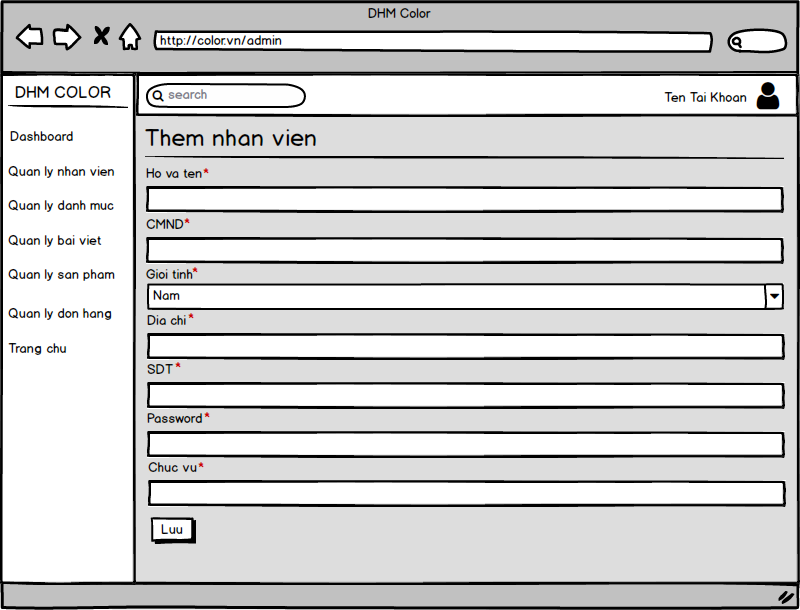 DHM Color
http://color.vn/admin
DHM COLOR
search
Ten Tai Khoan
Dashboard
Quan ly nhan vien
Quan ly danh muc
Quan ly bai viet
Quan ly san pham
Quan ly don hang
Trang chu
Them nhan vien
Ho va ten*
CMND*
Gioi tinh*
Nam
Dia chi*
SDT*
Password*
Chuc vu*
Luu